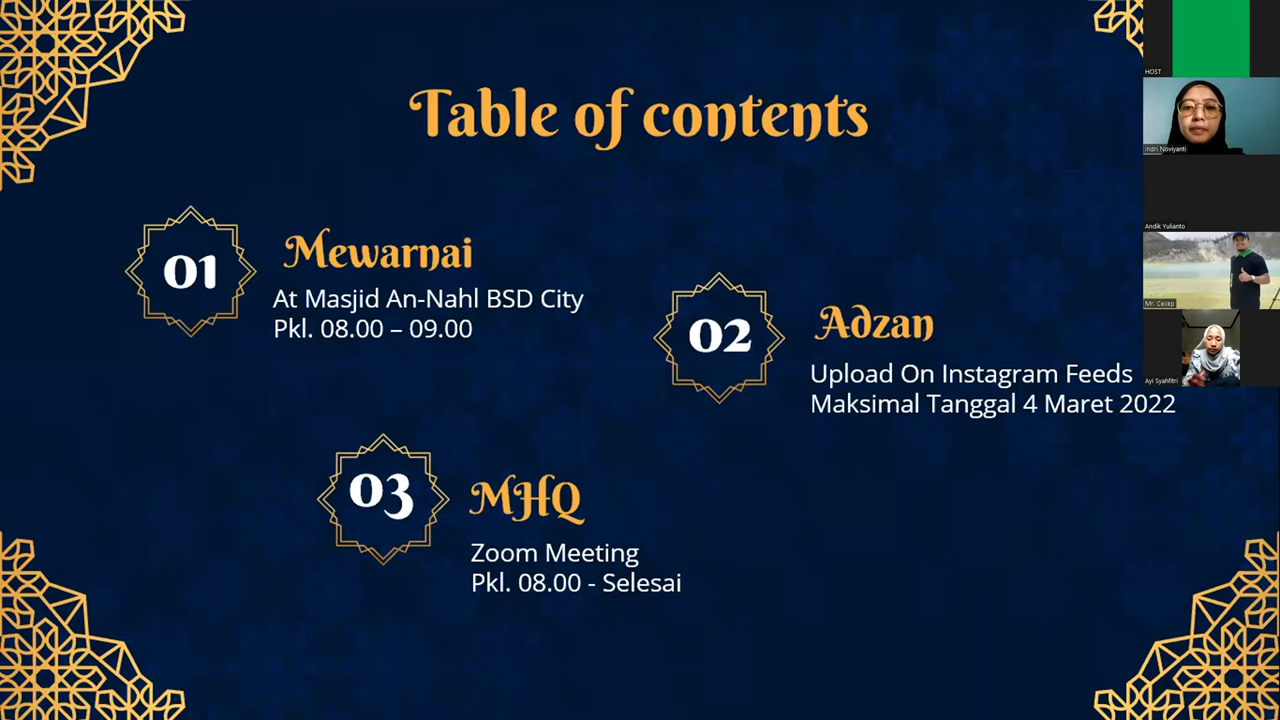 Table of contents
01
Mewarnai
At Masjid An-Nahl BSD City
Pkl. 08.00 – 09.00
02
Adzan
Upload On Instagram Feeds
Maksimal Tanggal 4 Maret 2022
03
MHQ
Zoom Meeting
Pkl. 08.00 - Selesai
HOST
Indri Noviyanti
Andik Yulianto
Mr. Cecep
Ayi Syahfitri